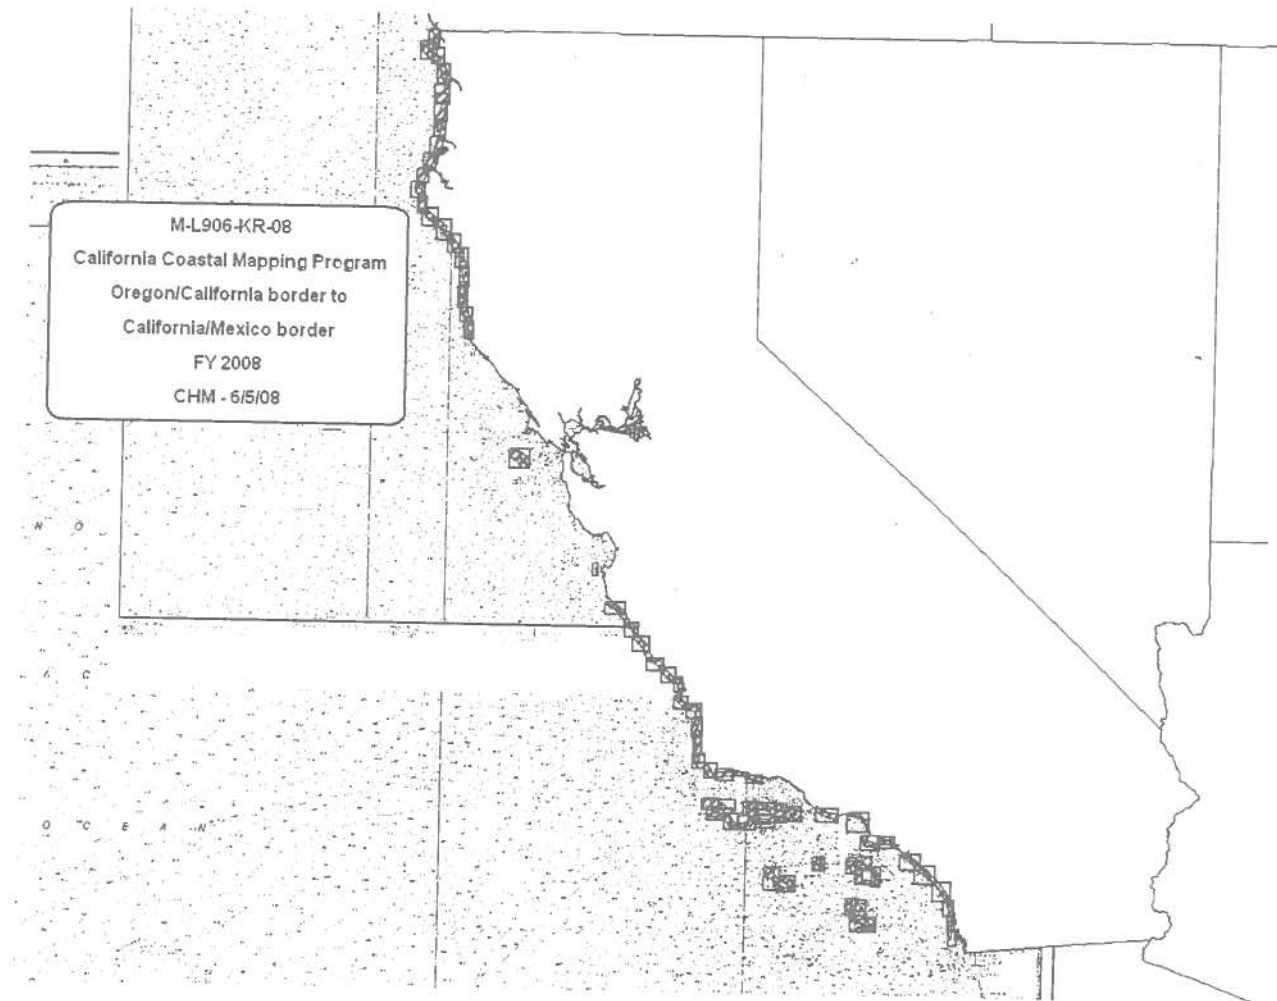 M-L906-KR-08
California Coastal Mapping Program
Oregon/California border to
California/Mexico border
FY 2008
CHM - 6/5/08
N O
A C
O C E A N